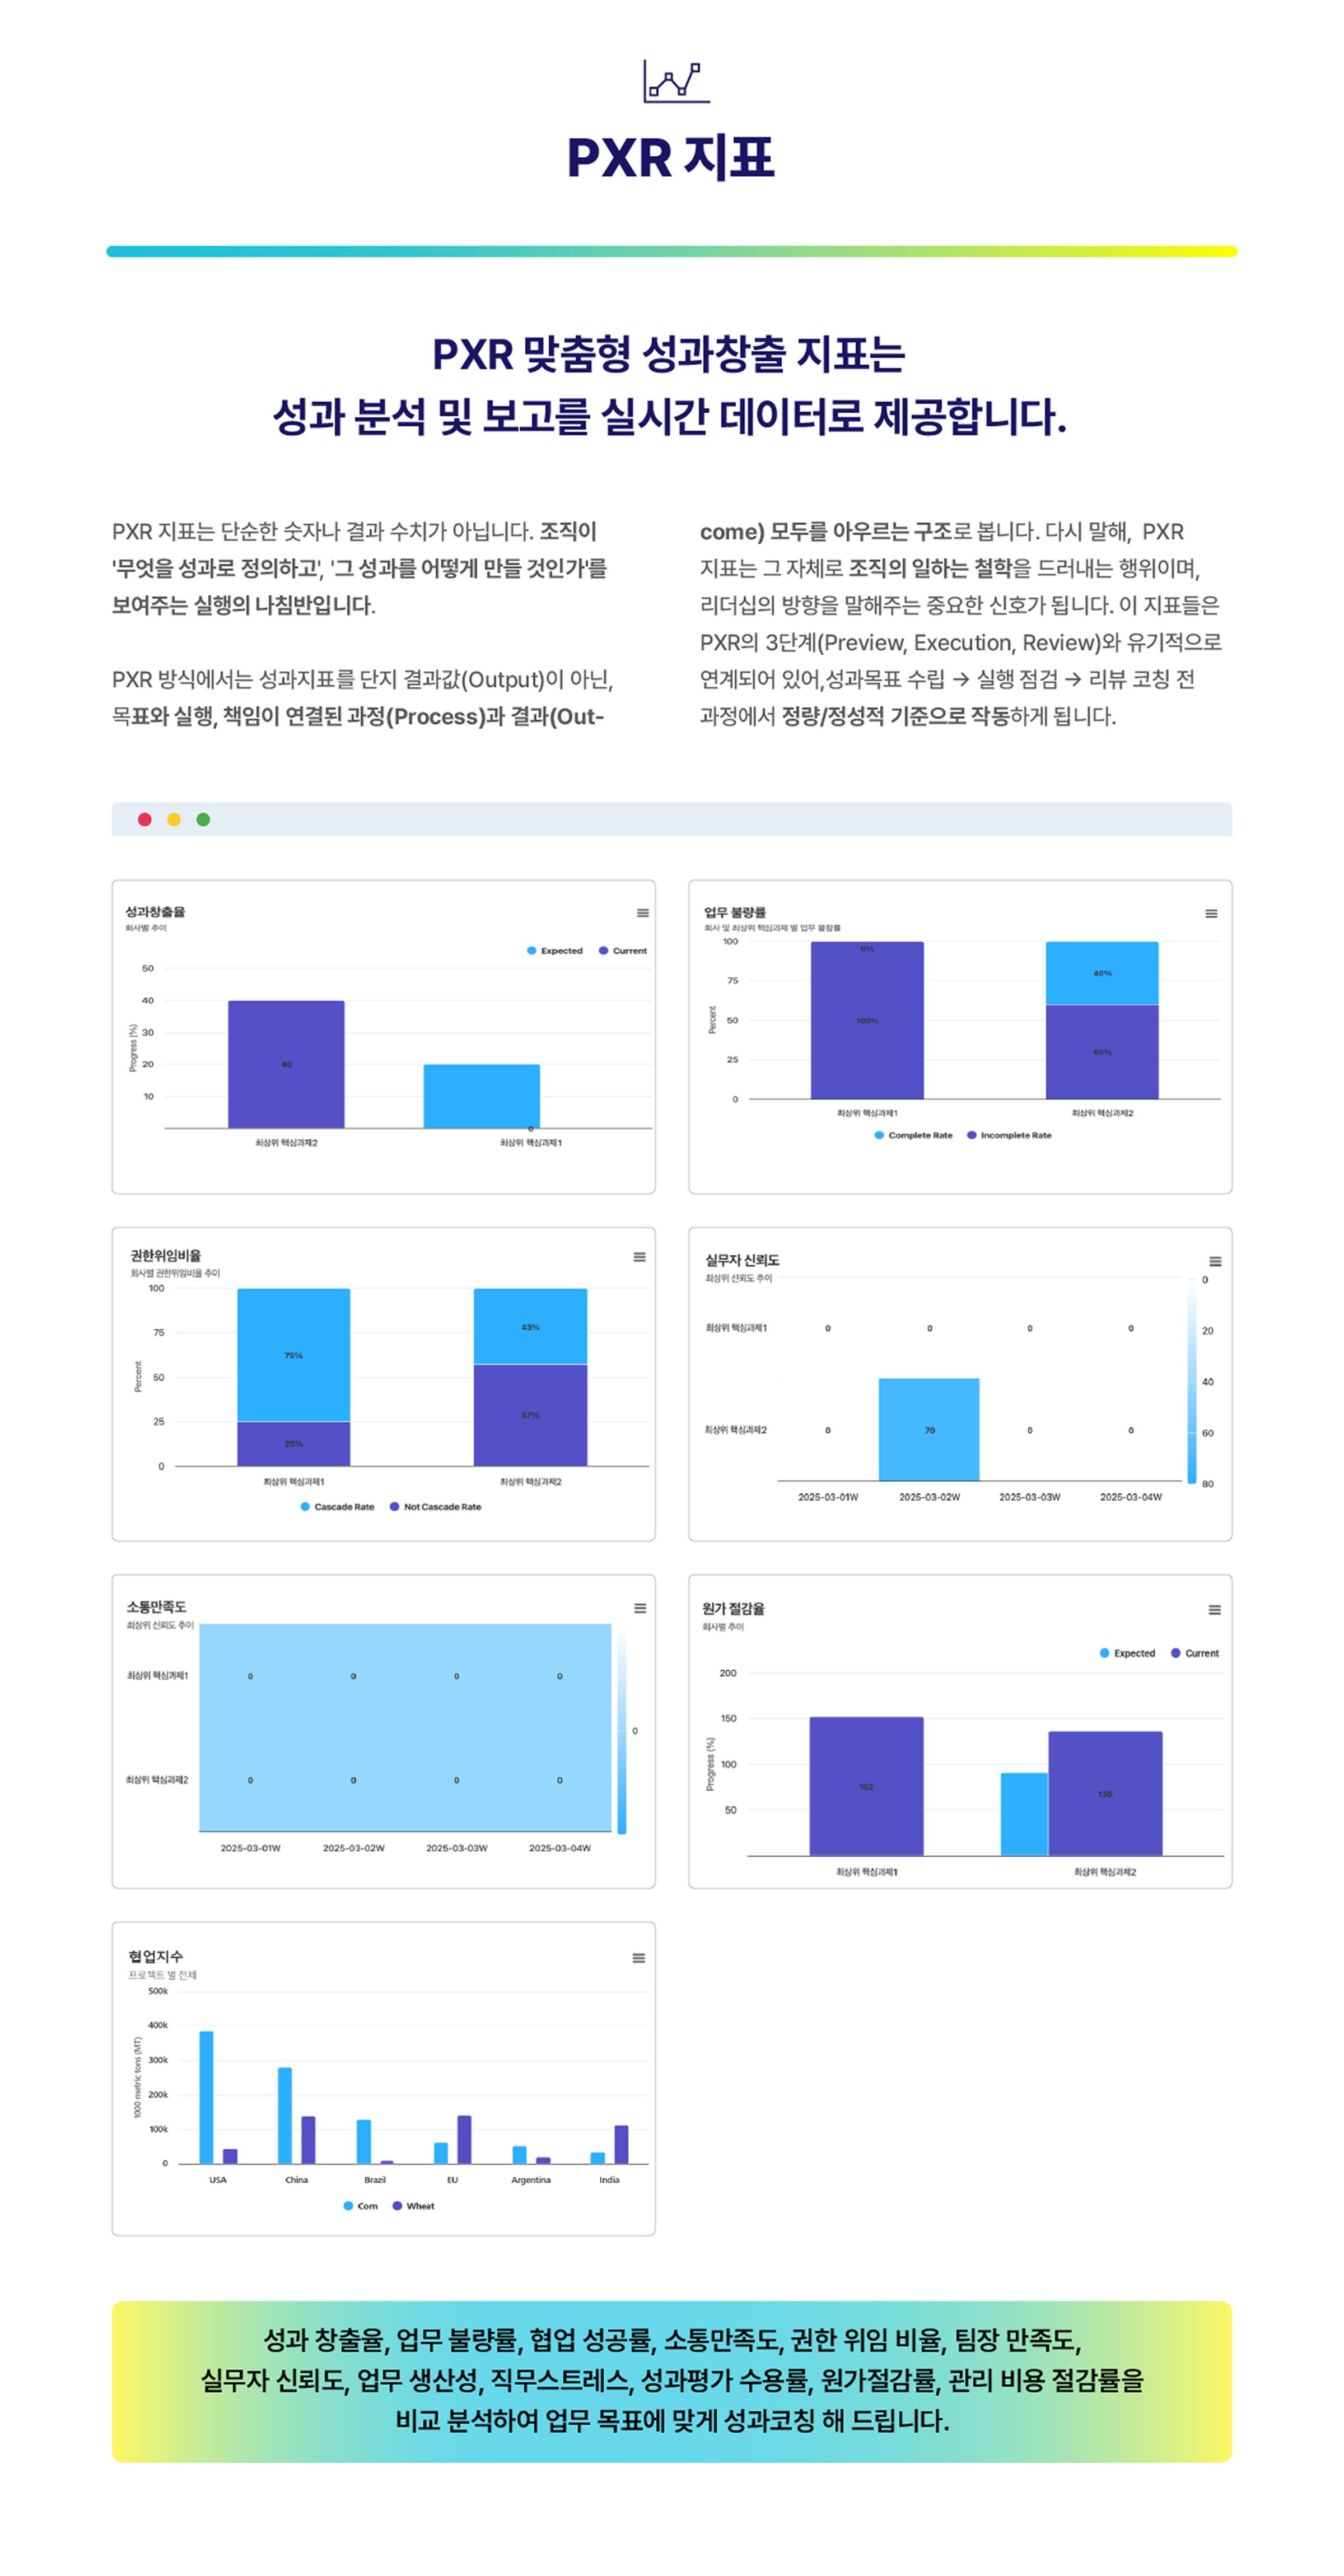 PXR 지표
PXR 맞춤형 성과창출 지표는
성과 분석 및 보고를 실시간 데이터로 제공합니다.
PXR 지표는 단순한 숫자나 결과 수치가 아닙니다. 조직이
'무엇을 성과로 정의하고', '그 성과를 어떻게 만들 것인가'를
보여주는 실행의 나침반입니다.
PXR 방식에서는 성과지표를 단지 결과값(Output)이 아닌,
목표와 실행, 책임이 연결된 과정(Process)과 결과(Out-
come) 모두를 아우르는 구조로 봅니다. 다시 말해, PXR
지표는 그 자체로 조직의 일하는 철학을 드러내는 행위이며,
리더십의 방향을 말해주는 중요한 신호가 됩니다. 이 지표들은
PXR의 3단계(Preview, Execution, Review)와 유기적으로
연계되어 있어,성과목표 수립 → 실행 점검 → 리뷰 코칭 전
과정에서 정량/정성적 기준으로 작동하게 됩니다.
성과창출율
회사별 추이
Expected Current
Progress (%)
50
40
30
20
10
40
0
최상위 핵심과제2 최상위 핵심과제1
업무 불량률
회사 및 최상위 핵심과제 별 업무 불량률
Percent
100
75
50
25
0
0%
100%
40%
60%
최상위 핵심과제1 최상위 핵심과제2
Complete Rate Incomplete Rate
권한위임비율
회사별 권한위임비율 추이
Percent
100
75
50
25
0
75%
25%
43%
57%
최상위 핵심과제1 최상위 핵심과제2
Cascade Rate Not Cascade Rate
실무자 신뢰도
최상위 신뢰도 추이
최상위 핵심과제1 0 0 0 0
최상위 핵심과제2 0 70 0 0
2025-03-01W 2025-03-02W 2025-03-03W 2025-03-04W
0
20
40
60
80
소통만족도
최상위 신뢰도 추이
최상위 핵심과제1 0 0 0 0
최상위 핵심과제2 0 0 0 0
2025-03-01W 2025-03-02W 2025-03-03W 2025-03-04W
0
원가 절감율
회사별 추이
Expected Current
Progress (%)
200
150
100
50
152
136
최상위 핵심과제1 최상위 핵심과제2
협업지수
프로젝트 별 전체
1000 metric tons (MT)
500k
400k
300k
200k
100k
0
USA China Brazil EU Argentina India
Corn Wheat
성과 창출율, 업무 불량률, 협업 성공률, 소통만족도, 권한 위임 비율, 팀장 만족도,
실무자 신뢰도, 업무 생산성, 직무스트레스, 성과평가 수용률, 원가절감률, 관리 비용 절감률을
비교 분석하여 업무 목표에 맞게 성과코칭 해 드립니다.